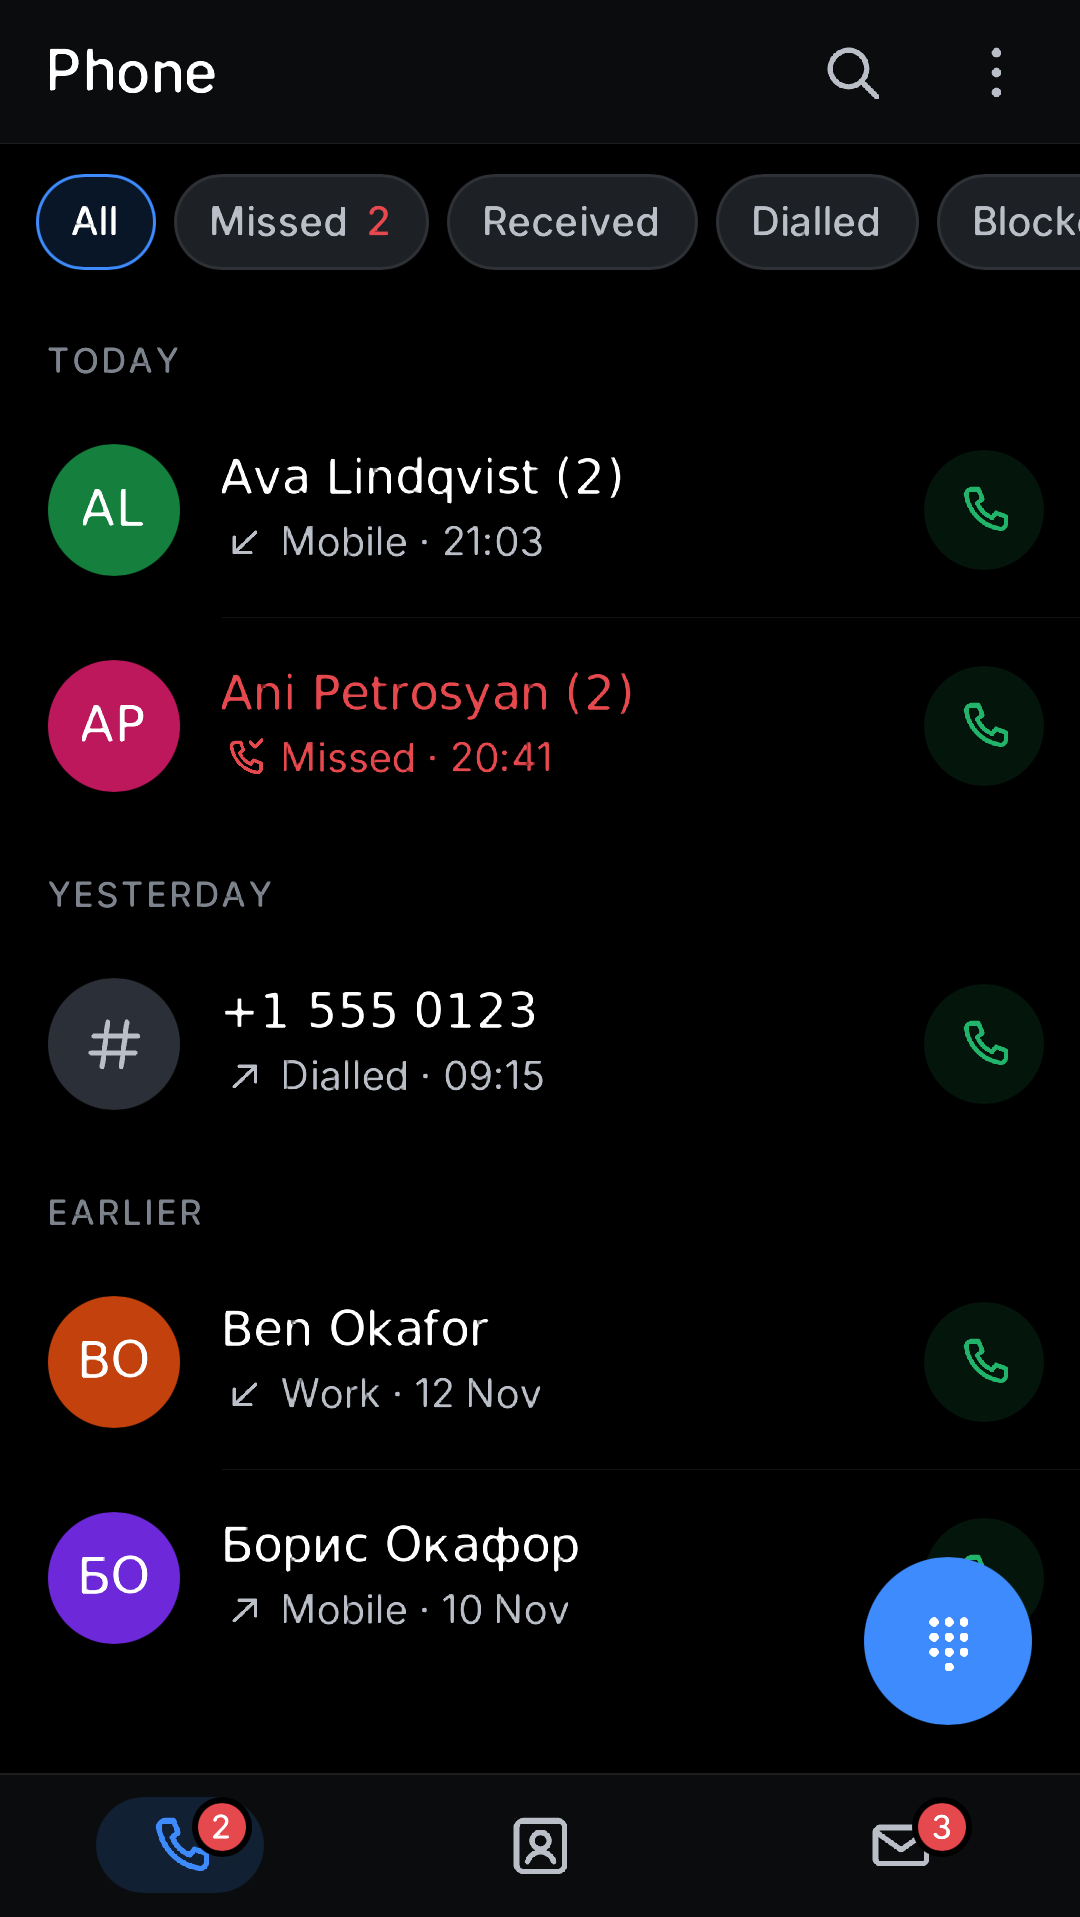 Phone
All
Missed 2
Received
Dialled
Block
TODAY
AL
Ava Lindqvist (2)
Mobile · 21:03
AP
Ani Petrosyan (2)
Missed · 20:41
YESTERDAY
#
+1 555 0123
Dialled · 09:15
EARLIER
BO
Ben Okafor
Work · 12 Nov
БО
Борис Окафор
Mobile · 10 Nov
2
3